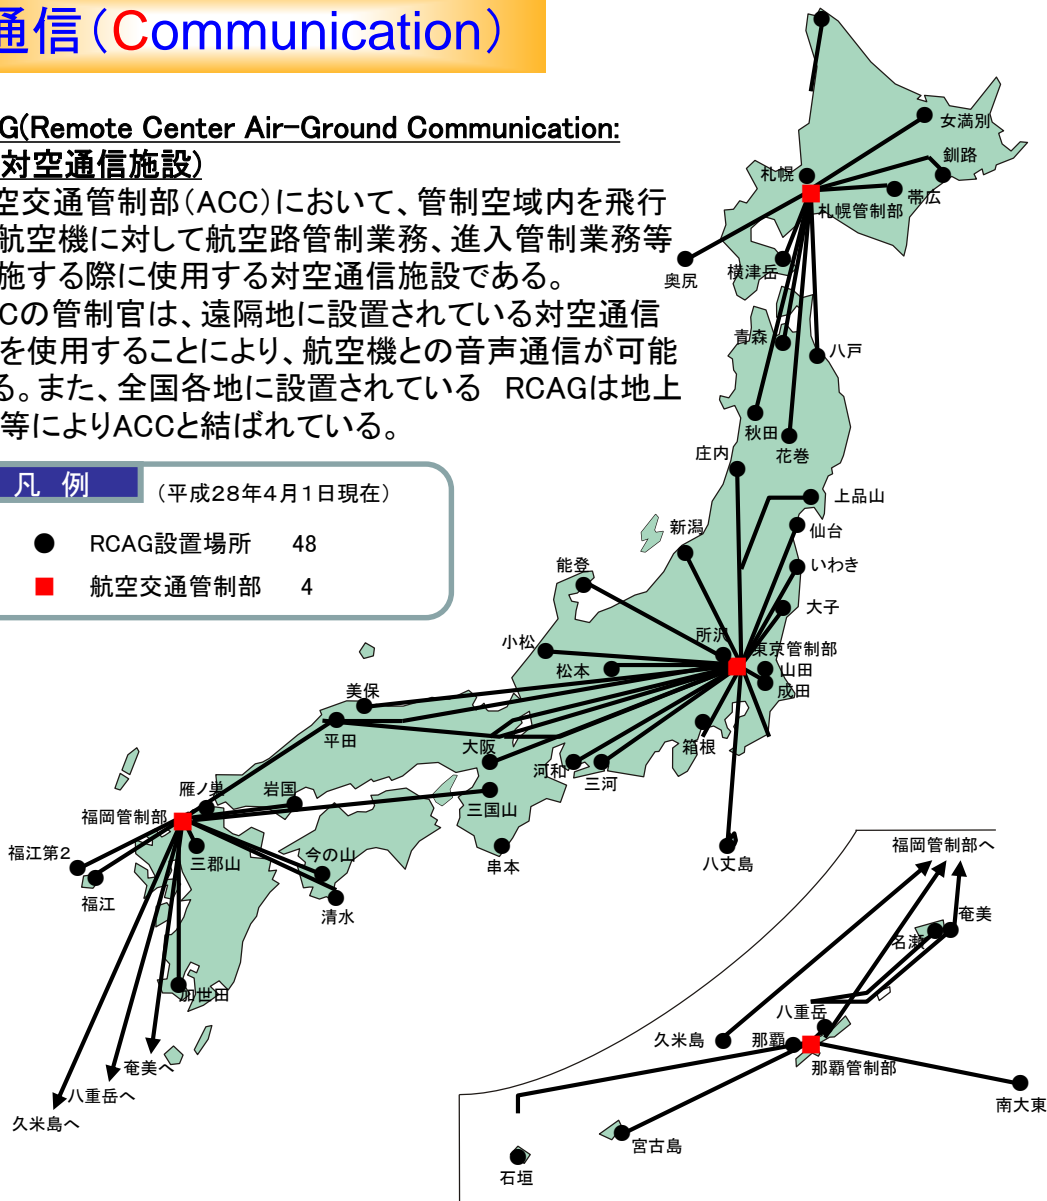 通信（Communication）
G(Remote Center Air-Ground Communication:
対空通信施設)
空交通管制部（ACC）において、管制空域内を飛行
航空機に対して航空路管制業務、進入管制業務等
施する際に使用する対空通信施設である。
Cの管制官は、遠隔地に設置されている対空通信
を使用することにより、航空機との音声通信が可能
る。また、全国各地に設置されている RCAGは地上
等によりACCと結ばれている。
凡 例
（平成28年4月1日現在）
RCAG設置場所 48
航空交通管制部 4
女満別
釧路
札幌
帯広
札幌管制部
奥尻
横津岳
青森
八戸
秋田
花巻
庄内
上品山
新潟
仙台
能登
いわき
大子
小松
所沢
東京管制部
松本
山田
成田
美保
平田
大阪
箱根
河和
三河
雁ノ巣
岩国
三国山
福岡管制部
福江第2
三郡山
今の山
串本
八丈島
福江
清水
加世田
奄美へ
八重岳へ
久米島へ
福岡管制部へ
奄美
名瀬
八重岳
久米島
那覇
那覇管制部
南大東
宮古島
石垣